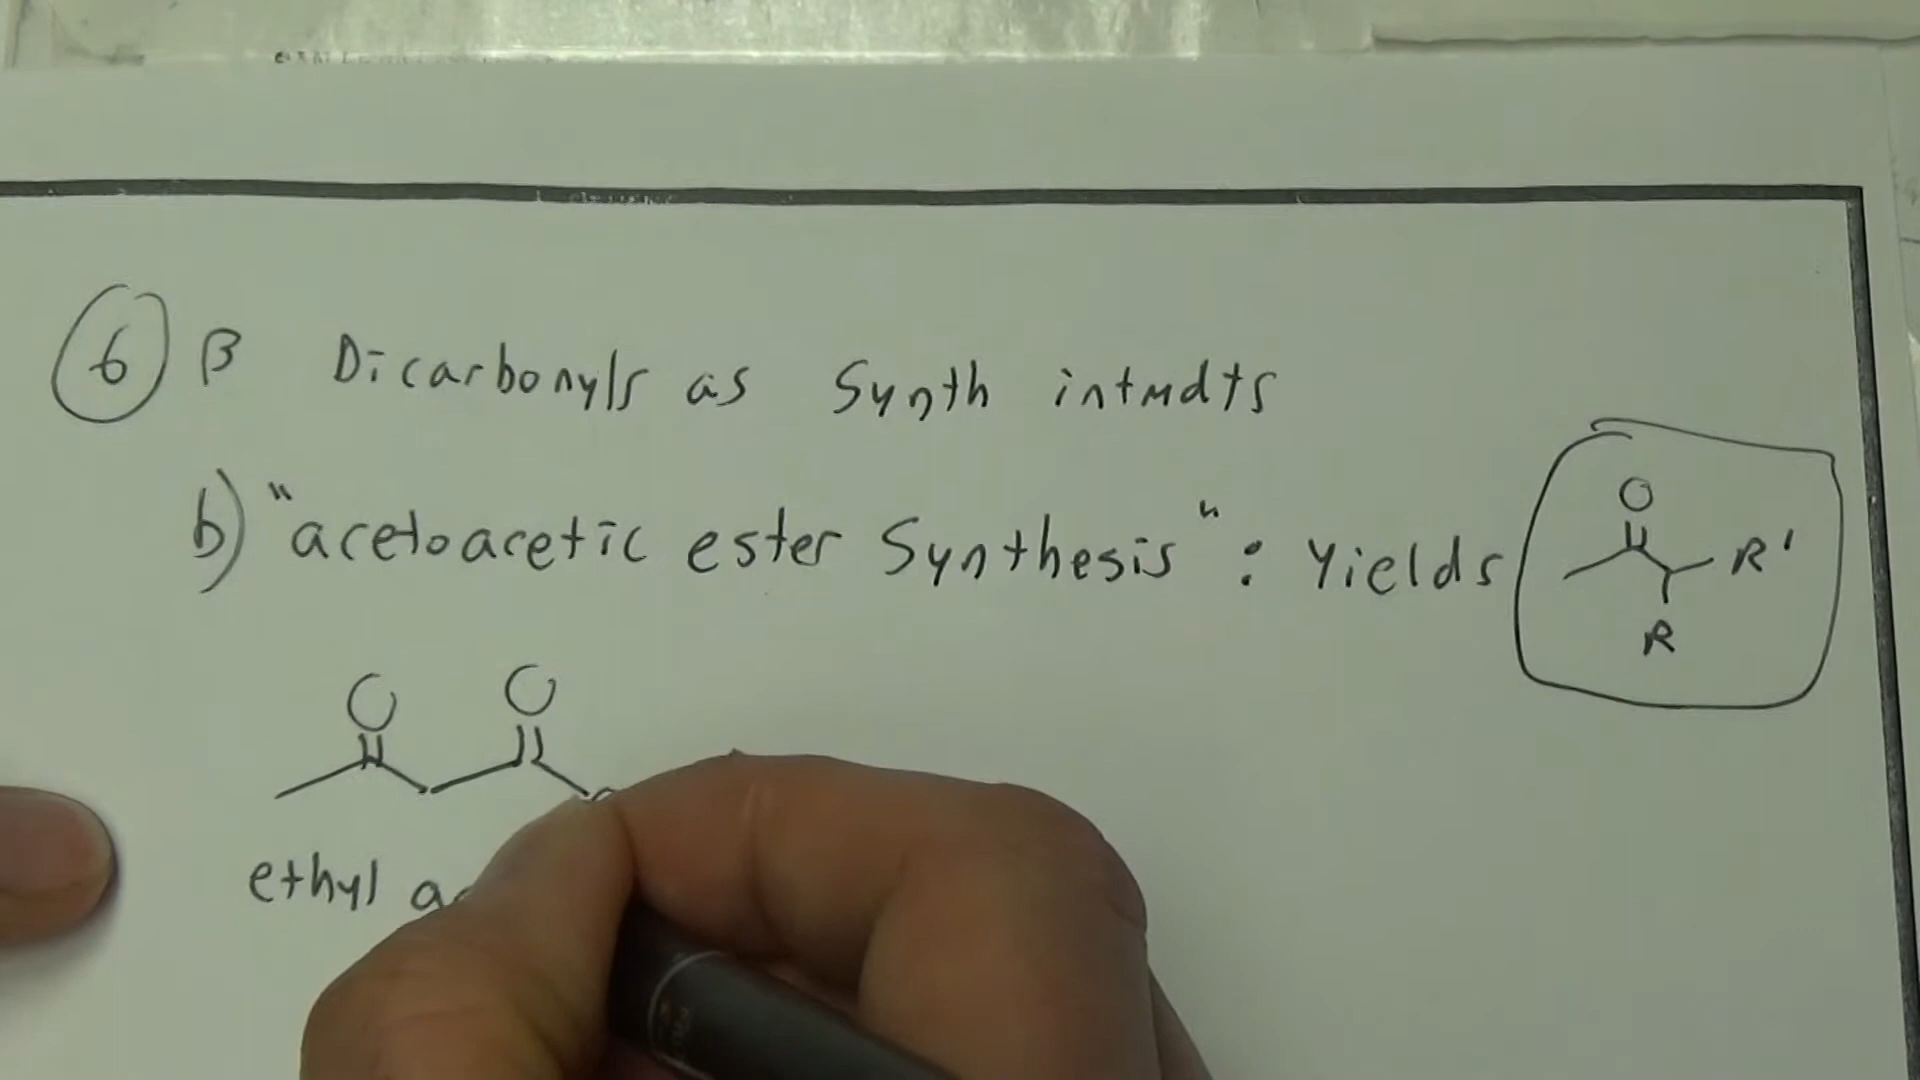 6 β Dicarbonyls as Synth intmdts
b) "acetoacetic ester Synthesis" : Yields
O
R'
R
O O
ethyl